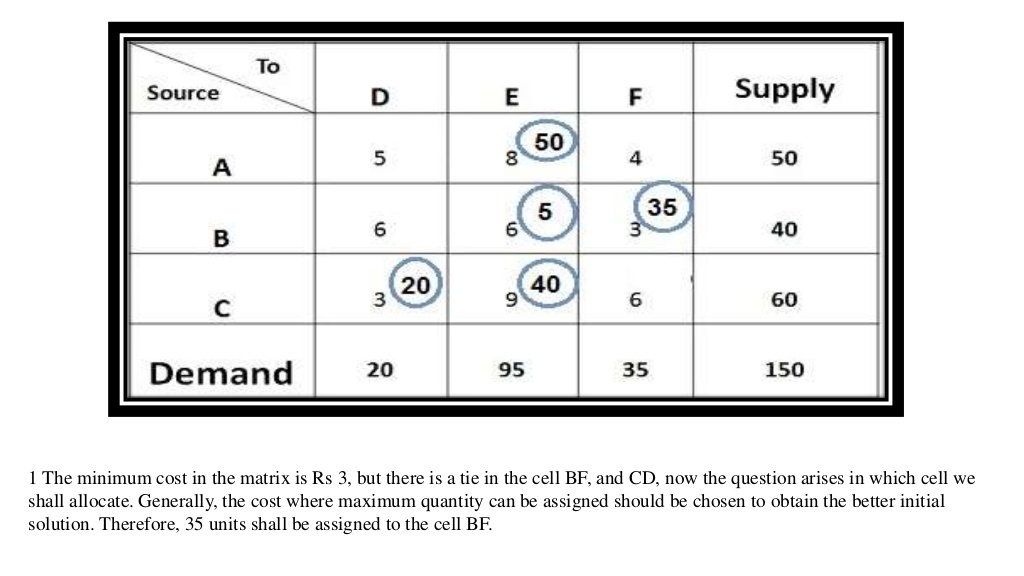 To
Source D E F Supply
A 5 8 50 4 50
B 6 6 5 3 35 40
C 3 20 9 40 6 60
Demand 20 95 35 150
1 The minimum cost in the matrix is Rs 3, but there is a tie in the cell BF, and CD, now the question arises in which cell we
shall allocate. Generally, the cost where maximum quantity can be assigned should be chosen to obtain the better initial
solution. Therefore, 35 units shall be assigned to the cell BF.